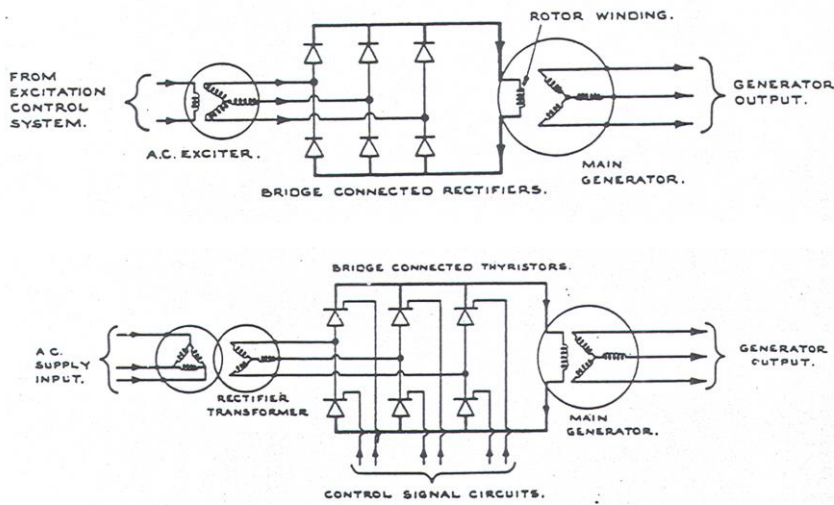 ROTOR WINDING.
FROM
EXCITATION
CONTROL
SYSTEM.
GENERATOR
OUTPUT.
A.C. EXCITER.
MAIN
GENERATOR.
BRIDGE CONNECTED RECTIFIERS.
BRIDGE CONNECTED THYRISTORS.
A.C.
SUPPLY
INPUT.
GENERATOR
OUTPUT.
RECTIFIER
TRANSFORMER
MAIN
GENERATOR.
CONTROL SIGNAL CIRCUITS.